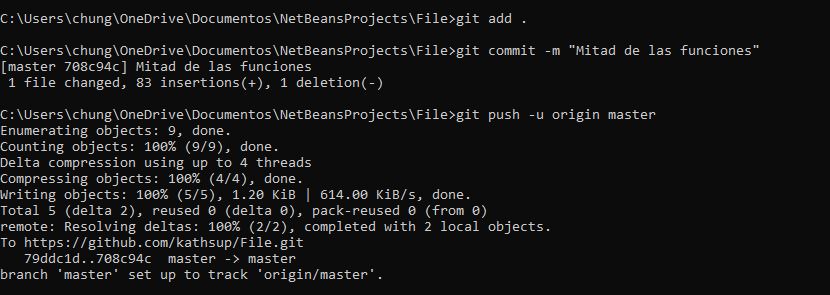 C:\Users\chung\OneDrive\Documentos\NetBeansProjects\File>git add .
C:\Users\chung\OneDrive\Documentos\NetBeansProjects\File>git commit -m "Mitad de las funciones"
[master 708c94c] Mitad de las funciones
 1 file changed, 83 insertions(+), 1 deletion(-)
C:\Users\chung\OneDrive\Documentos\NetBeansProjects\File>git push -u origin master
Enumerating objects: 9, done.
Counting objects: 100% (9/9), done.
Delta compression using up to 4 threads
Compressing objects: 100% (4/4), done.
Writing objects: 100% (5/5), 1.20 KiB | 614.00 KiB/s, done.
Total 5 (delta 2), reused 0 (delta 0), pack-reused 0 (from 0)
remote: Resolving deltas: 100% (2/2), completed with 2 local objects.
To https://github.com/kathsup/File.git
   79ddc1d..708c94c  master -> master
branch 'master' set up to track 'origin/master'.